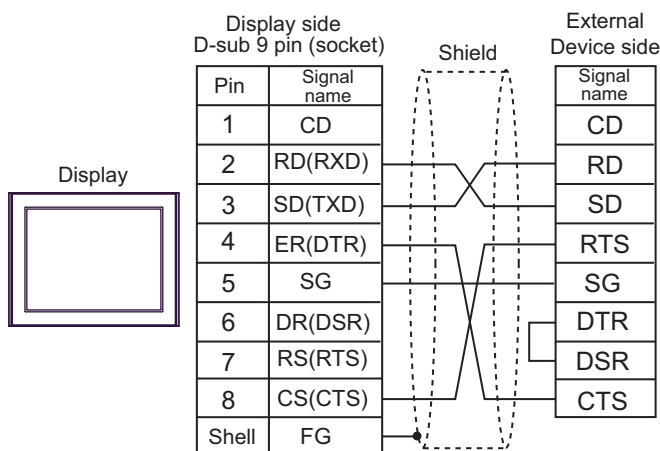 Display side
D-sub 9 pin (socket)
Shield
External
Device side
Pin
Signal
name
Signal
name
1 CD CD
2 RD(RXD) RD
Display
3 SD(TXD) SD
4 ER(DTR) RTS
5 SG SG
6 DR(DSR) DTR
7 RS(RTS) DSR
8 CS(CTS) CTS
Shell FG